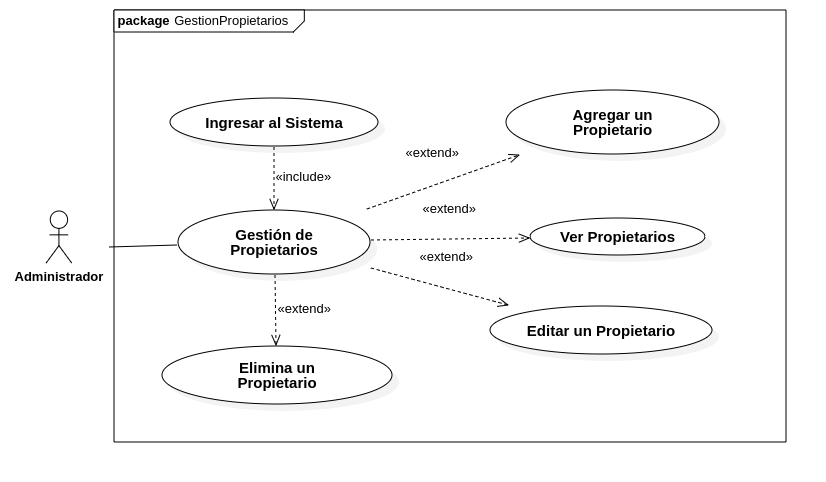 package GestionPropietarios
Ingresar al Sistema
Agregar un
Propietario
«extend»
«include»
«extend»
Gestión de
Propietarios
Ver Propietarios
«extend»
Administrador
«extend»
Editar un Propietario
Elimina un
Propietario